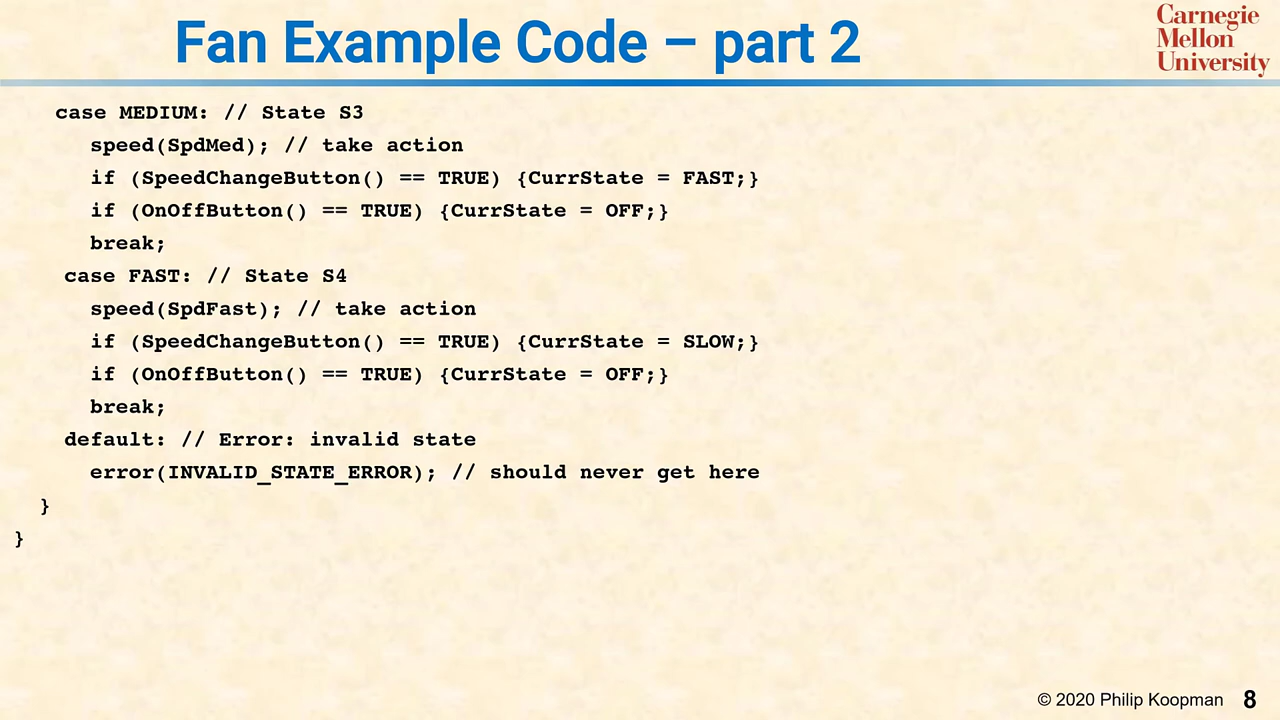 Fan Example Code – part 2
Carnegie
Mellon
University
case MEDIUM: // State S3
speed(SpdMed); // take action
if (SpeedChangeButton() == TRUE) {CurrState = FAST;}
if (OnOffButton() == TRUE) {CurrState = OFF;}
break;
case FAST: // State S4
speed(SpdFast); // take action
if (SpeedChangeButton() == TRUE) {CurrState = SLOW;}
if (OnOffButton() == TRUE) {CurrState = OFF;}
break;
default: // Error: invalid state
error(INVALID_STATE_ERROR); // should never get here
}
}
© 2020 Philip Koopman 8